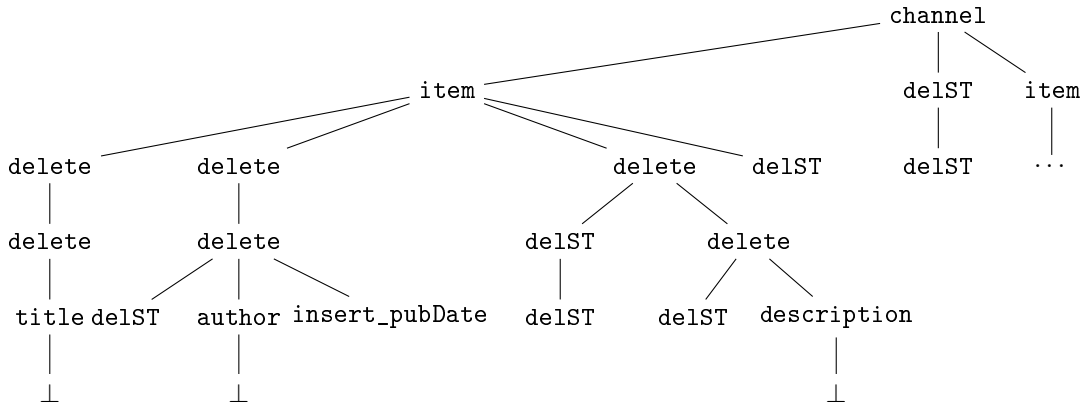 channel
item delST item
delete delete delete delST delST ...
delete delete delST delete
title delST author insert_pubDate delST delST description
⊥ ⊥ ⊥